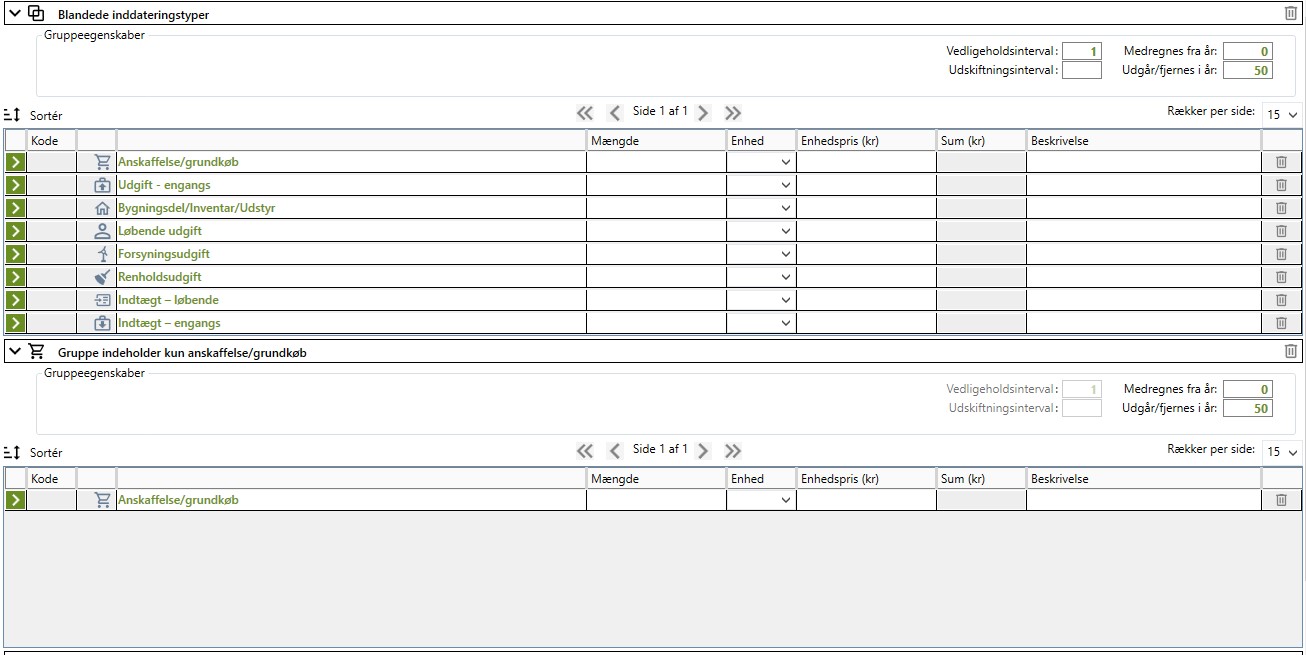 Blandede inddateringstyper
Gruppeegenskaber
Vedligeholdsinterval: 1 Medregnes fra år: 0
Udskiftningsinterval: Udgår/fjernes i år: 50
Sortér Side 1 af 1 Rækker per side: 15
Kode Mængde Enhed Enhedspris (kr) Sum (kr) Beskrivelse
Anskaffelse/grundkøb
Udgift - engangs
Bygningsdel/Inventar/Udstyr
Løbende udgift
Forsyningsudgift
Renholdsudgift
Indtægt – løbende
Indtægt – engangs
Gruppe indeholder kun anskaffelse/grundkøb
Gruppeegenskaber
Vedligeholdsinterval: 1 Medregnes fra år: 0
Udskiftningsinterval: Udgår/fjernes i år: 50
Sortér Side 1 af 1 Rækker per side: 15
Kode Mængde Enhed Enhedspris (kr) Sum (kr) Beskrivelse
Anskaffelse/grundkøb